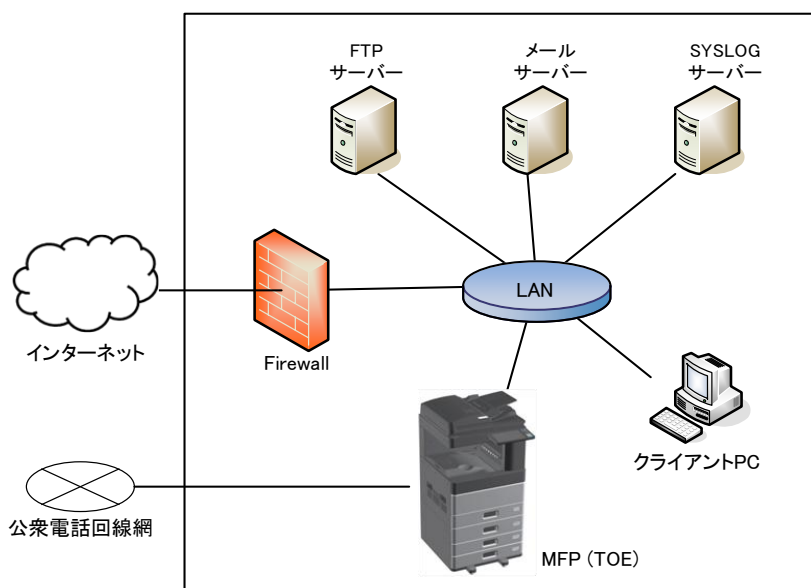 FTP
サーバー
メール
サーバー
SYSLOG
サーバー
LAN
インターネット
Firewall
クライアントPC
公衆電話回線網
MFP (TOE)